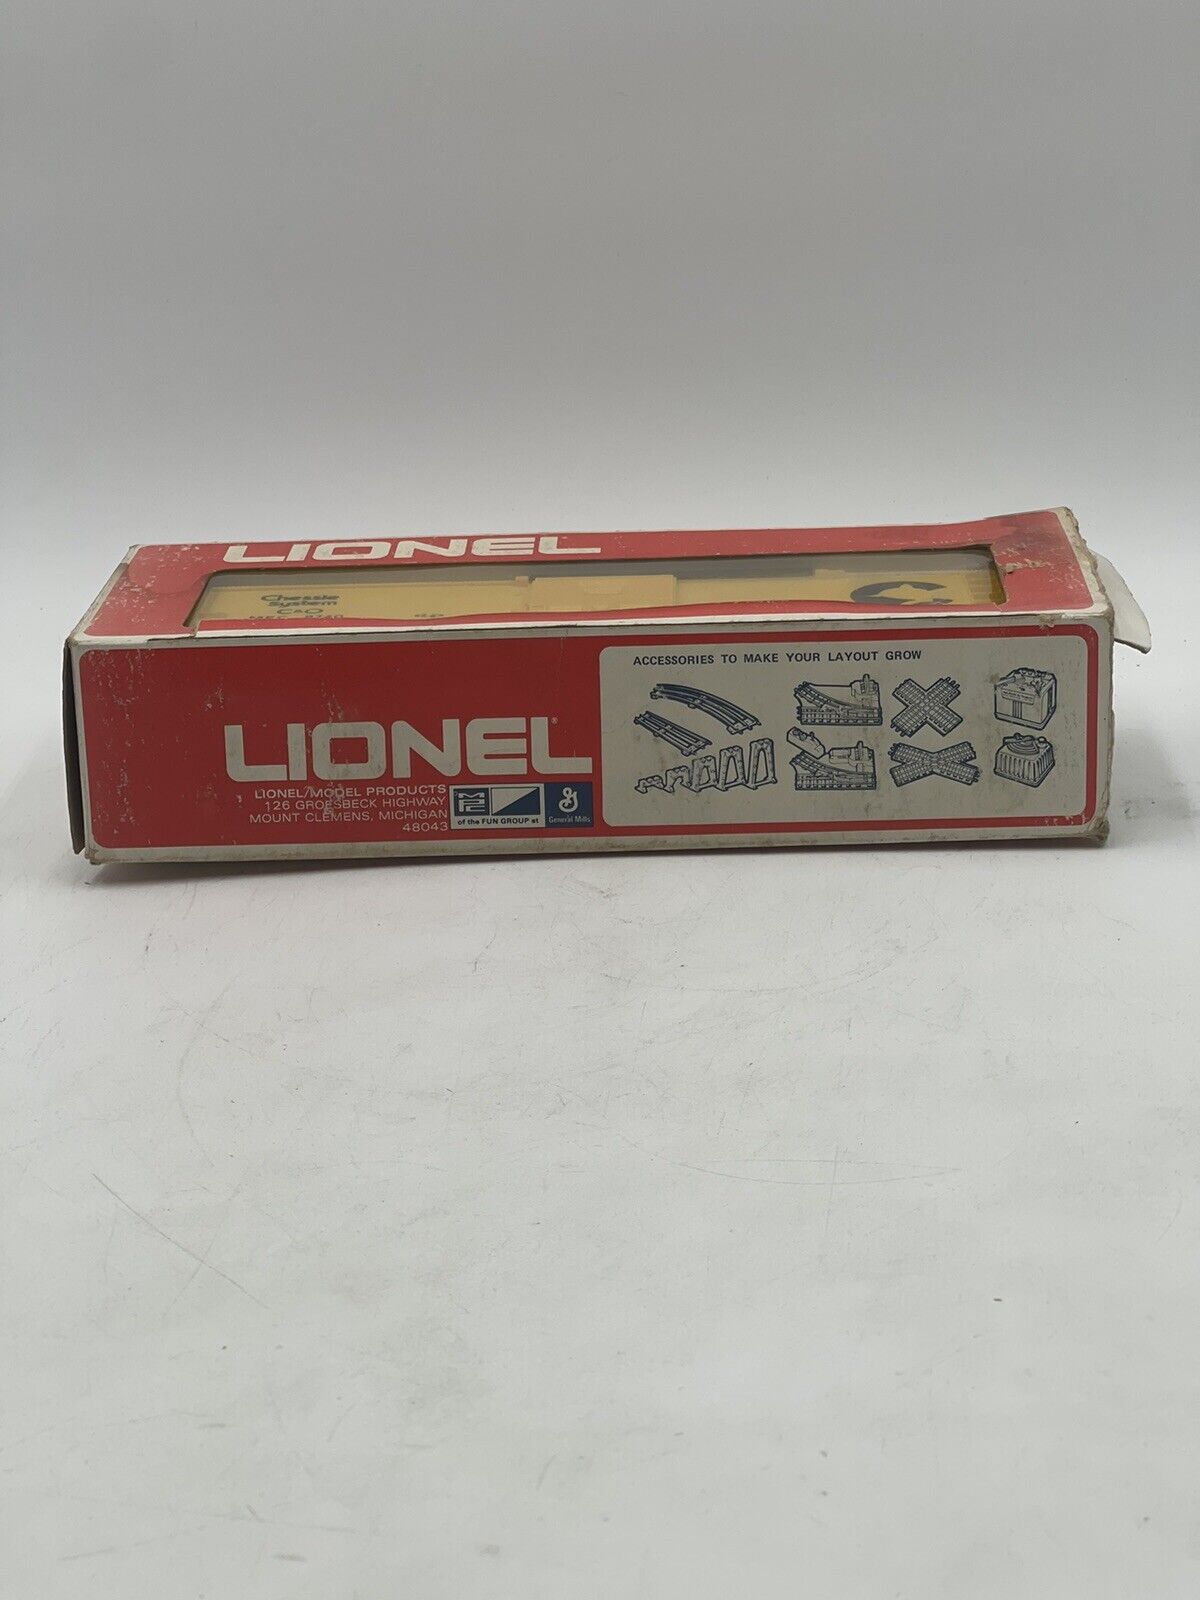 LIONEL
Chessie
System
C&O
LIONEL®
LIONEL/MODEL PRODUCTS
126 GROESBECK HIGHWAY
MOUNT CLEMENS, MICHIGAN
48043
MPC
of the FUN GROUP at
G
General Mills
ACCESSORIES TO MAKE YOUR LAYOUT GROW